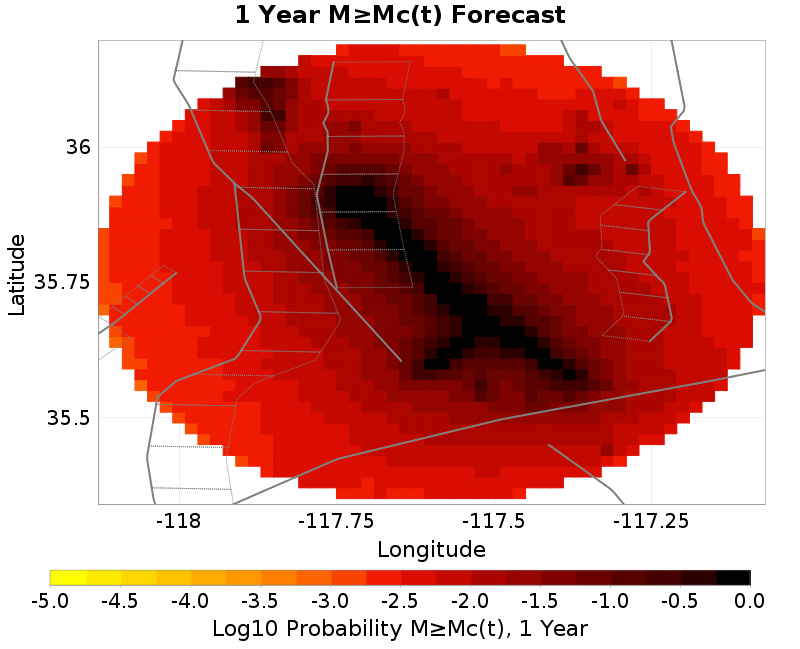 1 Year M≥Mc(t) Forecast
36
35.75
35.5
Latitude
-118 -117.75 -117.5 -117.25
Longitude
-5.0 -4.5 -4.0 -3.5 -3.0 -2.5 -2.0 -1.5 -1.0 -0.5 0.0
Log10 Probability M≥Mc(t), 1 Year